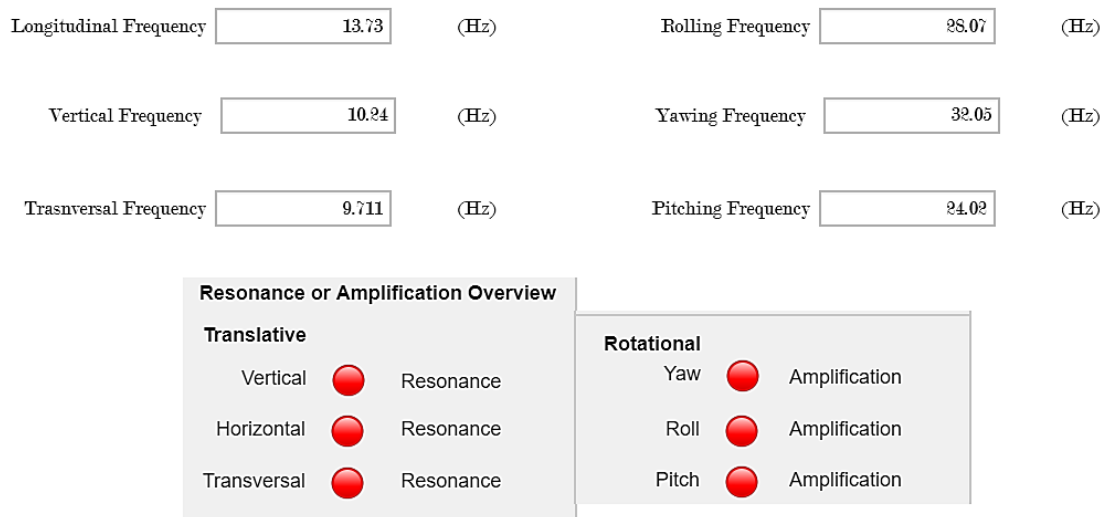 Longitudinal Frequency 13.73 (Hz) Rolling Frequency 28.07 (Hz)
Vertical Frequency 10.24 (Hz) Yawing Frequency 32.05 (Hz)
Trasnversal Frequency 9.711 (Hz) Pitching Frequency 24.02 (Hz)
Resonance or Amplification Overview
Translative
Vertical Resonance
Horizontal Resonance
Transversal Resonance
Rotational
Yaw Amplification
Roll Amplification
Pitch Amplification